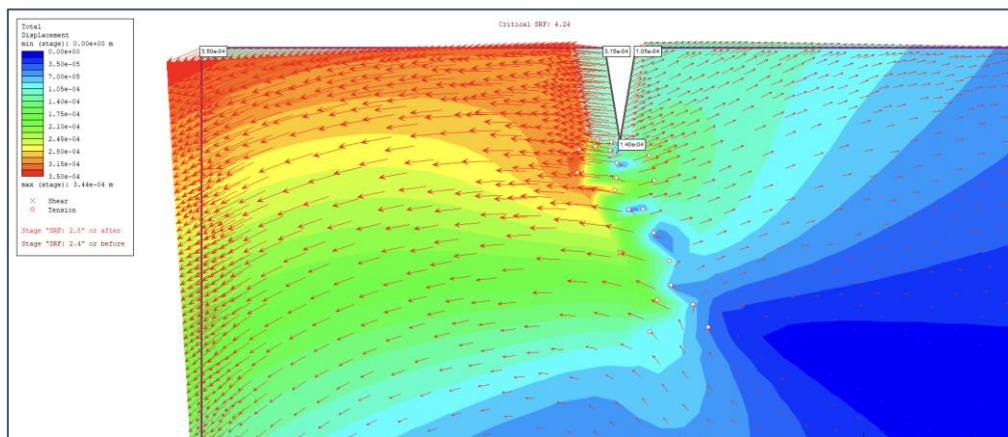 Critical SRF: 4.24
Total
Displacement
min (stage): 0.00e+00 m
0.00e+00
3.50e-05
7.00e-05
1.05e-04
1.40e-04
1.75e-04
2.10e-04
2.45e-04
2.80e-04
3.15e-04
3.50e-04
max (stage): 3.44e-04 m
Shear
Tension
Stage "SRF: 2.5" or after
Stage "SRF: 2.4" or before
3.50e-04
3.15e-04
1.05e-04
1.40e-04